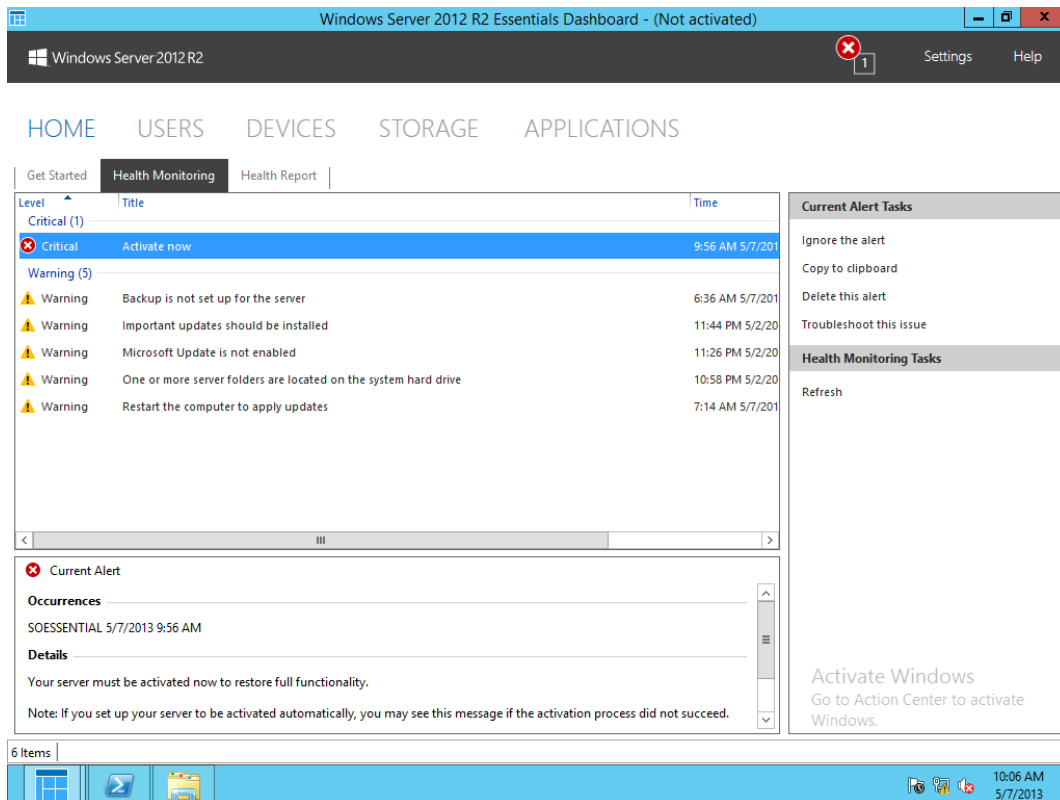 Windows Server 2012 R2 Essentials Dashboard - (Not activated)
Windows Server 2012 R2
1
Settings
Help
HOME
USERS
DEVICES
STORAGE
APPLICATIONS
Get Started
Health Monitoring
Health Report
Level
Title
Time
Critical (1)
Critical
Activate now
9:56 AM 5/7/201
Warning (5)
Warning
Backup is not set up for the server
6:36 AM 5/7/201
Warning
Important updates should be installed
11:44 PM 5/2/20
Warning
Microsoft Update is not enabled
11:26 PM 5/2/20
Warning
One or more server folders are located on the system hard drive
10:58 PM 5/2/20
Warning
Restart the computer to apply updates
7:14 AM 5/7/201
Current Alert Tasks
Ignore the alert
Copy to clipboard
Delete this alert
Troubleshoot this issue
Health Monitoring Tasks
Refresh
Current Alert
Occurrences
SOESSENTIAL 5/7/2013 9:56 AM
Details
Your server must be activated now to restore full functionality.
Note: If you set up your server to be activated automatically, you may see this message if the activation process did not succeed.
Activate Windows
Go to Action Center to activate
Windows.
6 Items
10:06 AM
5/7/2013